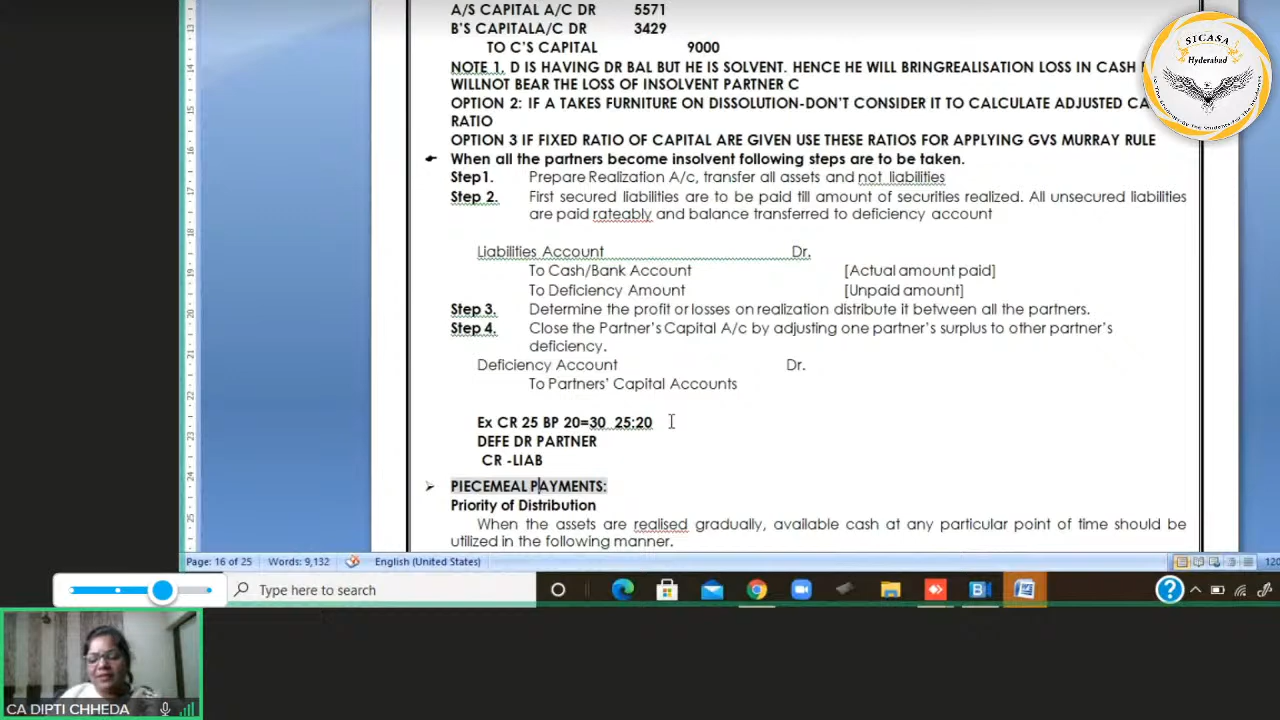 A/S CAPITAL A/C DR 5571
B'S CAPITALA/C DR 3429
TO C'S CAPITAL 9000
NOTE 1. D IS HAVING DR BAL BUT HE IS SOLVENT. HENCE HE WILL BRINGREALISATION LOSS IN CASH
WILLNOT BEAR THE LOSS OF INSOLVENT PARTNER C
OPTION 2: IF A TAKES FURNITURE ON DISSOLUTION-DON'T CONSIDER IT TO CALCULATE ADJUSTED
RATIO
OPTION 3 IF FIXED RATIO OF CAPITAL ARE GIVEN USE THESE RATIOS FOR APPLYING GVS MURRAY RULE
When all the partners become insolvent following steps are to be taken.
Step1. Prepare Realization A/c, transfer all assets and not liabilities
Step 2. First secured liabilities are to be paid till amount of securities realized. All unsecured liabilities
are paid rateably and balance transferred to deficiency account
Liabilities Account Dr.
To Cash/Bank Account [Actual amount paid]
To Deficiency Amount [Unpaid amount]
Step 3. Determine the profit or losses on realization distribute it between all the partners.
Step 4. Close the Partner's Capital A/c by adjusting one partner's surplus to other partner's
deficiency.
Deficiency Account Dr.
To Partners' Capital Accounts
Ex CR 25 BP 20=30 25:20
DEFE DR PARTNER
CR -LIAB
PIECEMEAL PAYMENTS:
Priority of Distribution
When the assets are realised gradually, available cash at any particular point of time should be
utilized in the following manner.
Page: 16 of 25 Words: 9,132 English (United States) 120
Type here to search
CA DIPTI CHHEDA
SICASA
Hyderabad